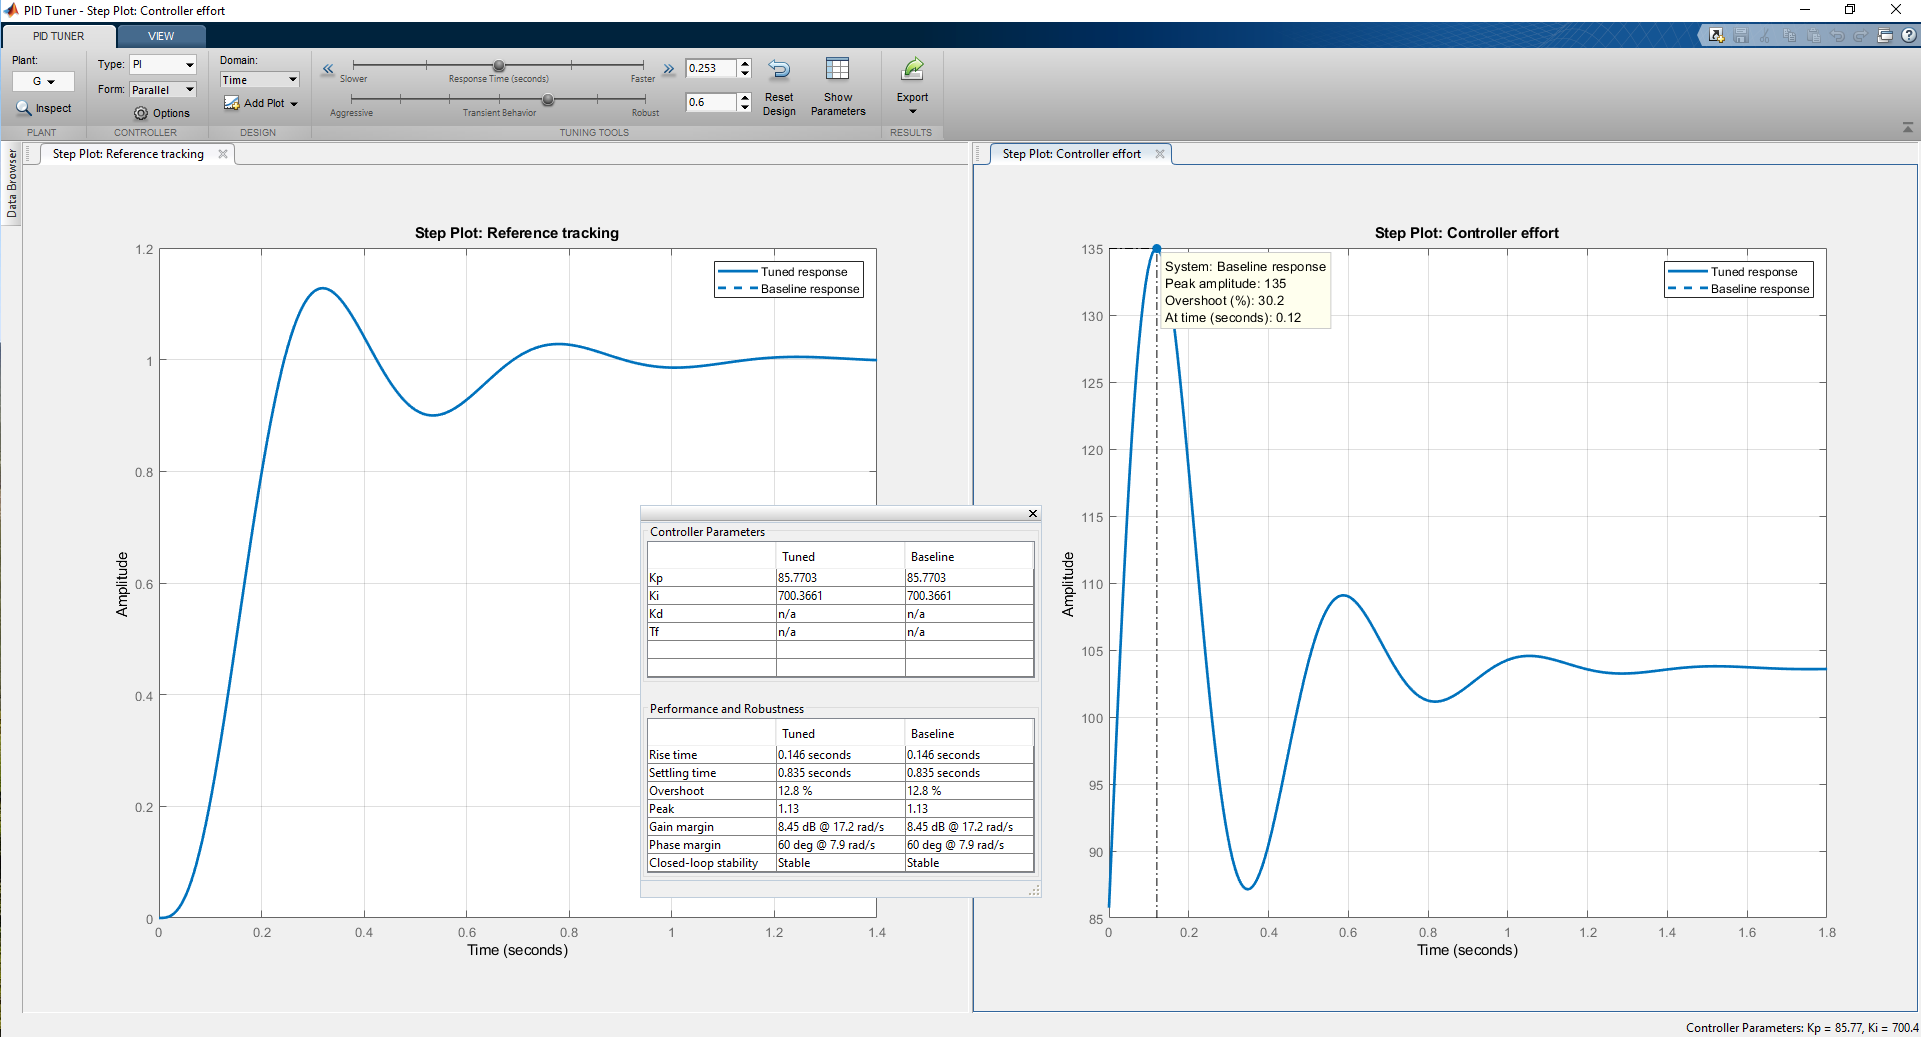 PID Tuner - Step Plot: Controller effort
PID TUNER
VIEW
Plant:
G
Inspect
PLANT
Type: PI
Form: Parallel
Options
CONTROLLER
Domain:
Time
Add Plot
DESIGN
Slower Response Time (seconds) Faster
0.253
Aggressive Transient Behavior Robust
0.6
Reset
Design
Show
Parameters
TUNING TOOLS
Export
RESULTS
Data Browser
Step Plot: Reference tracking
Step Plot: Reference tracking
Tuned response
Baseline response
Amplitude
1.2
1
0.8
0.6
0.4
0.2
0
0 0.2 0.4 0.6 0.8 1 1.2 1.4
Time (seconds)
Controller Parameters
Tuned Baseline
Kp 85.7703 85.7703
Ki 700.3661 700.3661
Kd n/a n/a
Tf n/a n/a
Performance and Robustness
Tuned Baseline
Rise time 0.146 seconds 0.146 seconds
Settling time 0.835 seconds 0.835 seconds
Overshoot 12.8 % 12.8 %
Peak 1.13 1.13
Gain margin 8.45 dB @ 17.2 rad/s 8.45 dB @ 17.2 rad/s
Phase margin 60 deg @ 7.9 rad/s 60 deg @ 7.9 rad/s
Closed-loop stability Stable Stable
Step Plot: Controller effort
Step Plot: Controller effort
Tuned response
Baseline response
System: Baseline response
Peak amplitude: 135
Overshoot (%): 30.2
At time (seconds): 0.12
Amplitude
135
130
125
120
115
110
105
100
95
90
85
0 0.2 0.4 0.6 0.8 1 1.2 1.4 1.6 1.8
Time (seconds)
Controller Parameters: Kp = 85.77, Ki = 700.4